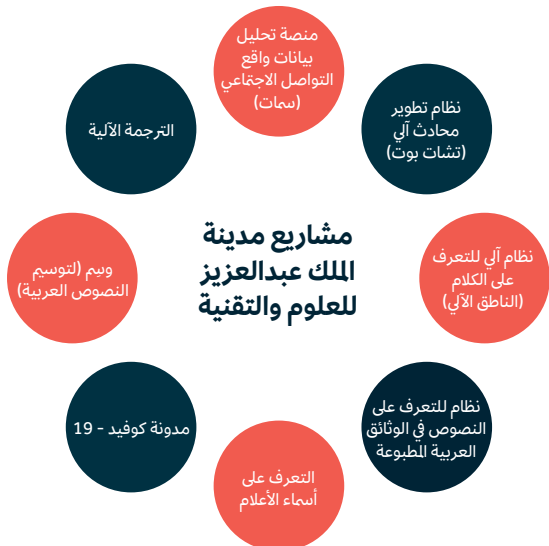 مشاريع مدينة
الملك عبدالعزيز
للعلوم والتقنية
منصة تحليل
بيانات واقع
التواصل الاجتماعي
(سمات)
نظام تطوير
محادث آلي
(تشات بوت)
نظام آلي للتعرف
على الكلام
(الناطق الآلي)
نظام للتعرف على
النصوص في الوثائق
العربية المطبوعة
التعرف على
أسماء الأعلام
مدونة كوفيد - 19
وسِم (لتوسيم
النصوص العربية)
الترجمة الآلية